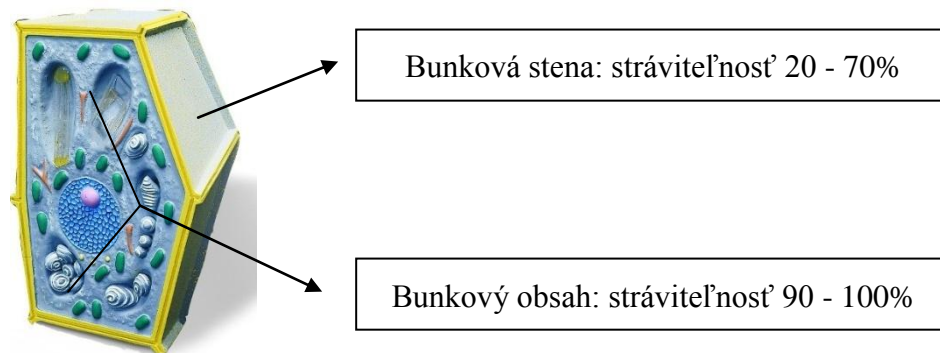 Bunková stena: stráviteľnosť 20 - 70%
Bunkový obsah: stráviteľnosť 90 - 100%